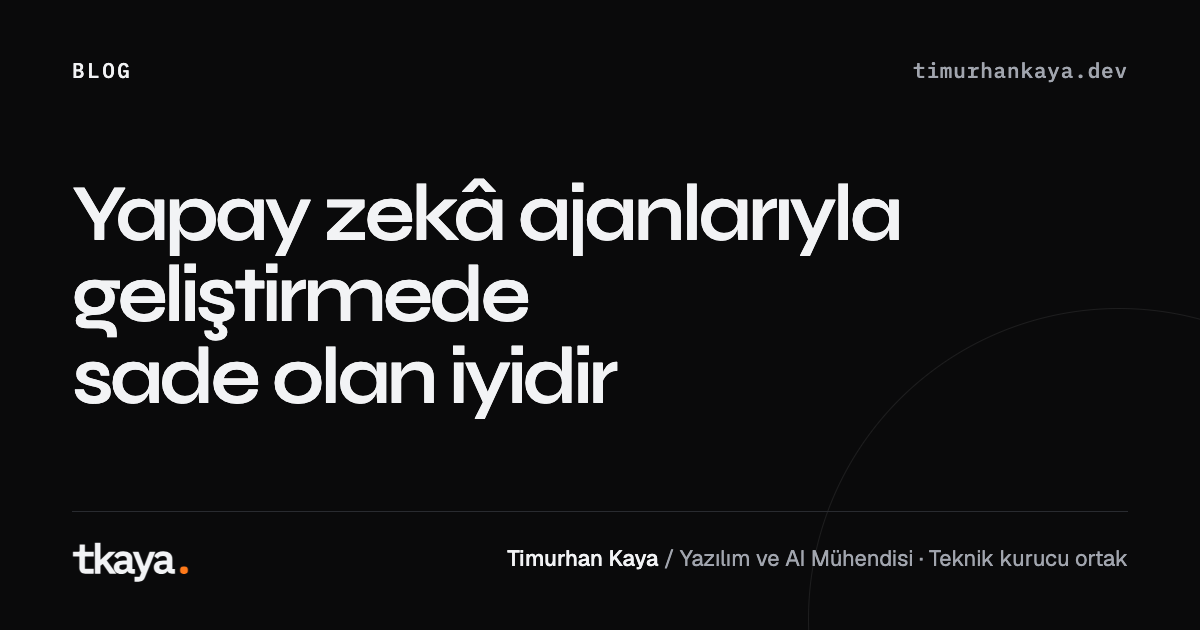 BLOG
timurhankaya.dev
Yapay zekâ ajanlarıyla
geliştirmede
sade olan iyidir
tkaya.
Timurhan Kaya / Yazılım ve AI Mühendisi · Teknik kurucu ortak